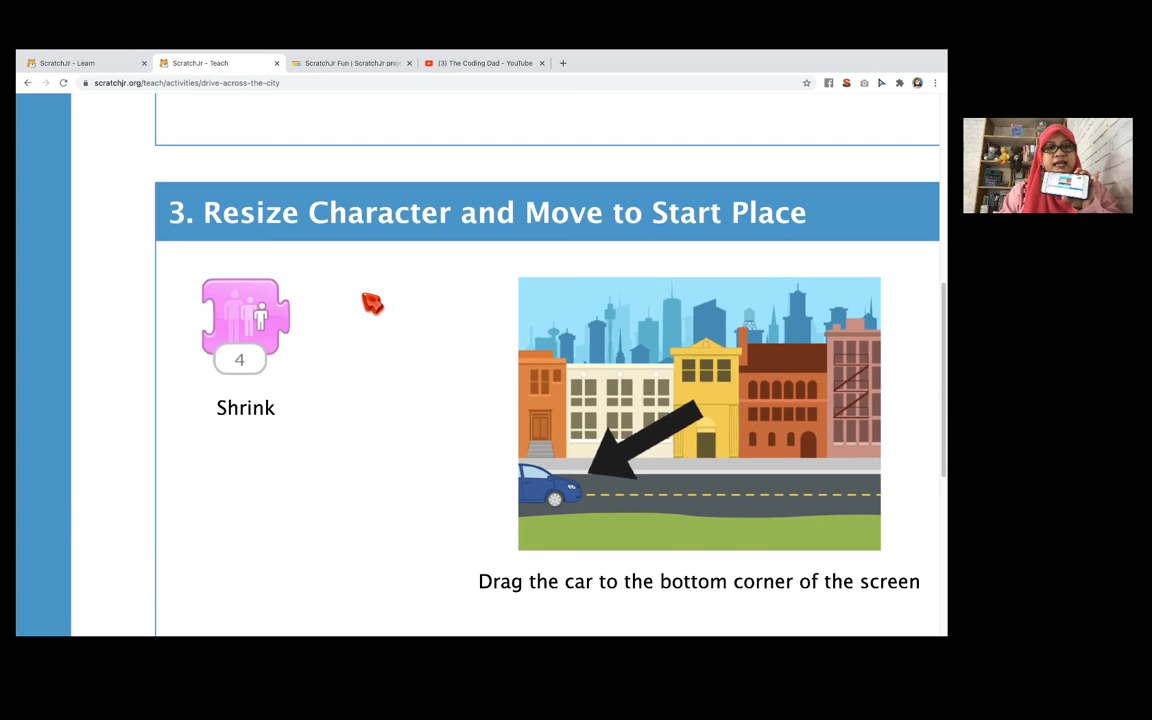 ScratchJr - Learn
ScratchJr - Teach
ScratchJr Fun | ScratchJr proje
(3) The Coding Dad - YouTube
scratchjr.org/teach/activities/drive-across-the-city
3. Resize Character and Move to Start Place
4
Shrink
Drag the car to the bottom corner of the screen